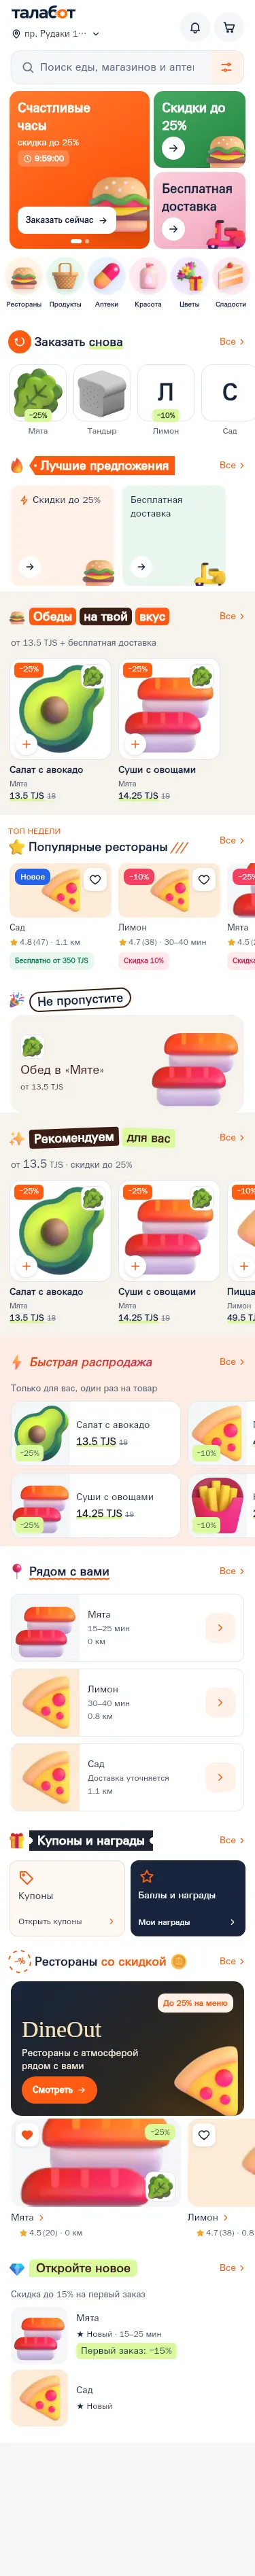 талабот
пр. Рудаки 1...
Поиск еды, магазинов и апте
Счастливые
часы
скидка до 25%
9:59:00
Заказать сейчас
Скидки до
25%
Бесплатная
доставка
Рестораны Продукты Аптеки Красота Цветы Сладости
Заказать снова Все
-25% Л -10% С
Мята Тандыр Лимон Сад
Лучшие предложения Все
Скидки до 25%
Бесплатная
доставка
Обеды на твой вкус Все
от 13.5 TJS + бесплатная доставка
-25% -25%
Салат с авокадо Суши с овощами
Мята Мята
13.5 TJS 18 14.25 TJS 19
ТОП НЕДЕЛИ
Популярные рестораны Все
Новое -10% -25%
Сад Лимон Мята
4.8 (47) · 1.1 км 4.7 (38) · 30–40 мин 4.5
Бесплатно от 350 TJS Скидка 10% Скидка
Не пропустите
Обед в «Мяте»
от 13.5 TJS
Рекомендуем для вас Все
от 13.5 TJS · скидки до 25%
-25% -25% -10%
Салат с авокадо Суши с овощами Пицца
Мята Мята Лимон
13.5 TJS 18 14.25 TJS 19 49.5 TJ
Быстрая распродажа Все
Только для вас, один раз на товар
Салат с авокадо
13.5 TJS 18
-25% -10%
Суши с овощами
14.25 TJS 19
-25% -10%
Рядом с вами Все
Мята
15–25 мин
0 км
Лимон
30–40 мин
0.8 км
Сад
Доставка уточняется
1.1 км
Купоны и награды Все
Купоны
Открыть купоны
Баллы и награды
Мои награды
-% Рестораны со скидкой Все
До 25% на меню
DineOut
Рестораны с атмосферой
рядом с вами
Смотреть
-25%
Мята Лимон
4.5 (20) · 0 км 4.7 (38) · 0.8
Откройте новое Все
Скидка до 15% на первый заказ
Мята
★ Новый · 15–25 мин
Первый заказ: -15%
Сад
★ Новый